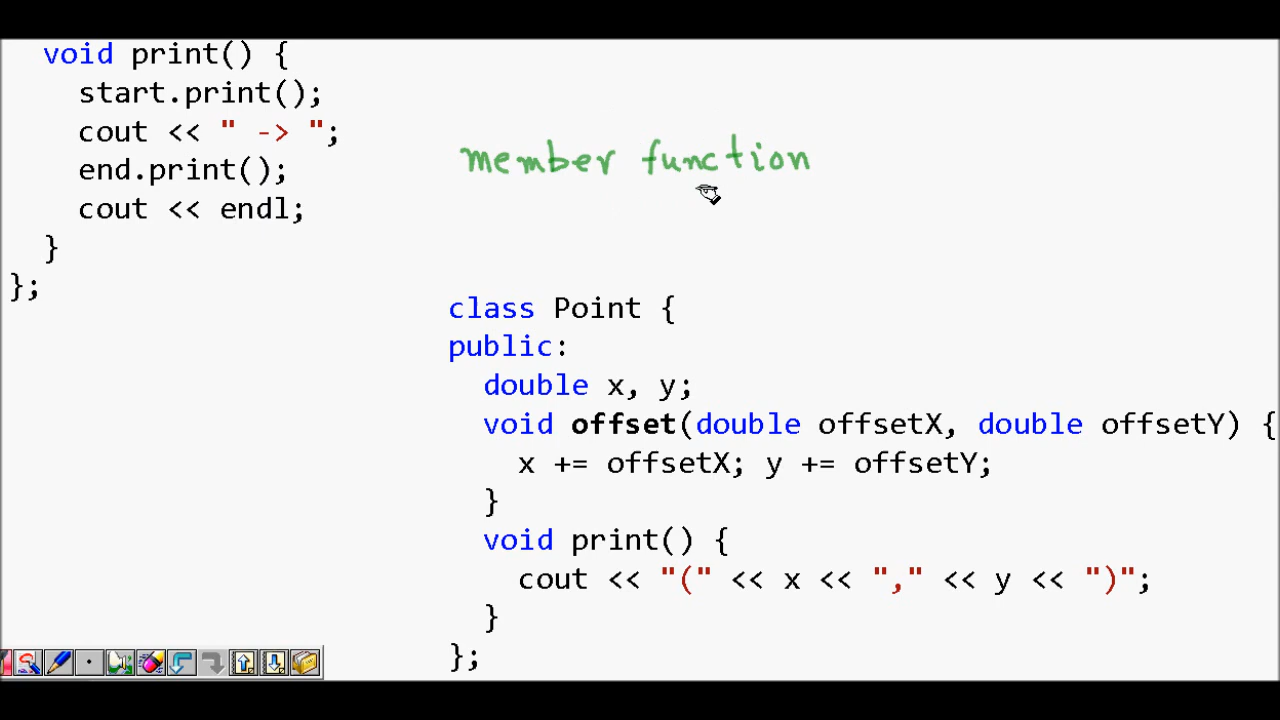 void print() {
start.print();
cout << " -> ";
end.print();
cout << endl;
}
};
member function
class Point {
public:
double x, y;
void offset(double offsetX, double offsetY) {
x += offsetX; y += offsetY;
}
void print() {
cout << "(" << x << "," << y << ")";
}
};